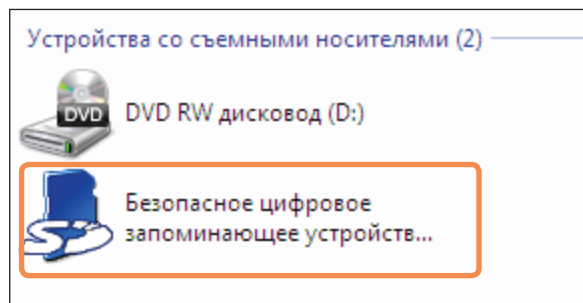 Устройства со съемными носителями (2)
DVD
DVD RW дисковод (D:)
SD
Безопасное цифровое
запоминающее устройств...